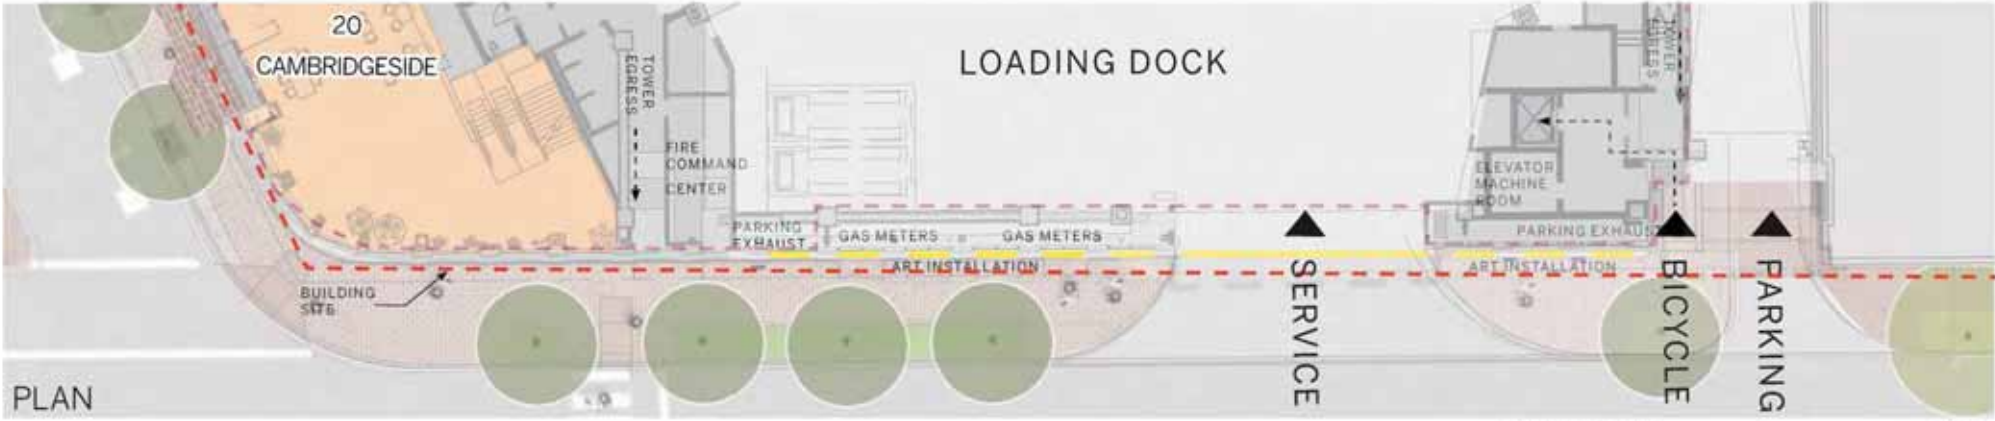 20
CAMBRIDGESIDE
TOWER
EGRESS
LOADING DOCK
TOWER
EGRESS
FIRE
COMMAND
CENTER
ELEVATOR
MACHINE
ROOM
PARKING
EXHAUST
GAS METERS
GAS METERS
PARKING EXHAUST
ART INSTALLATION
ART INSTALLATION
BUILDING
SITE
SERVICE
BICYCLE
PARKING
PLAN